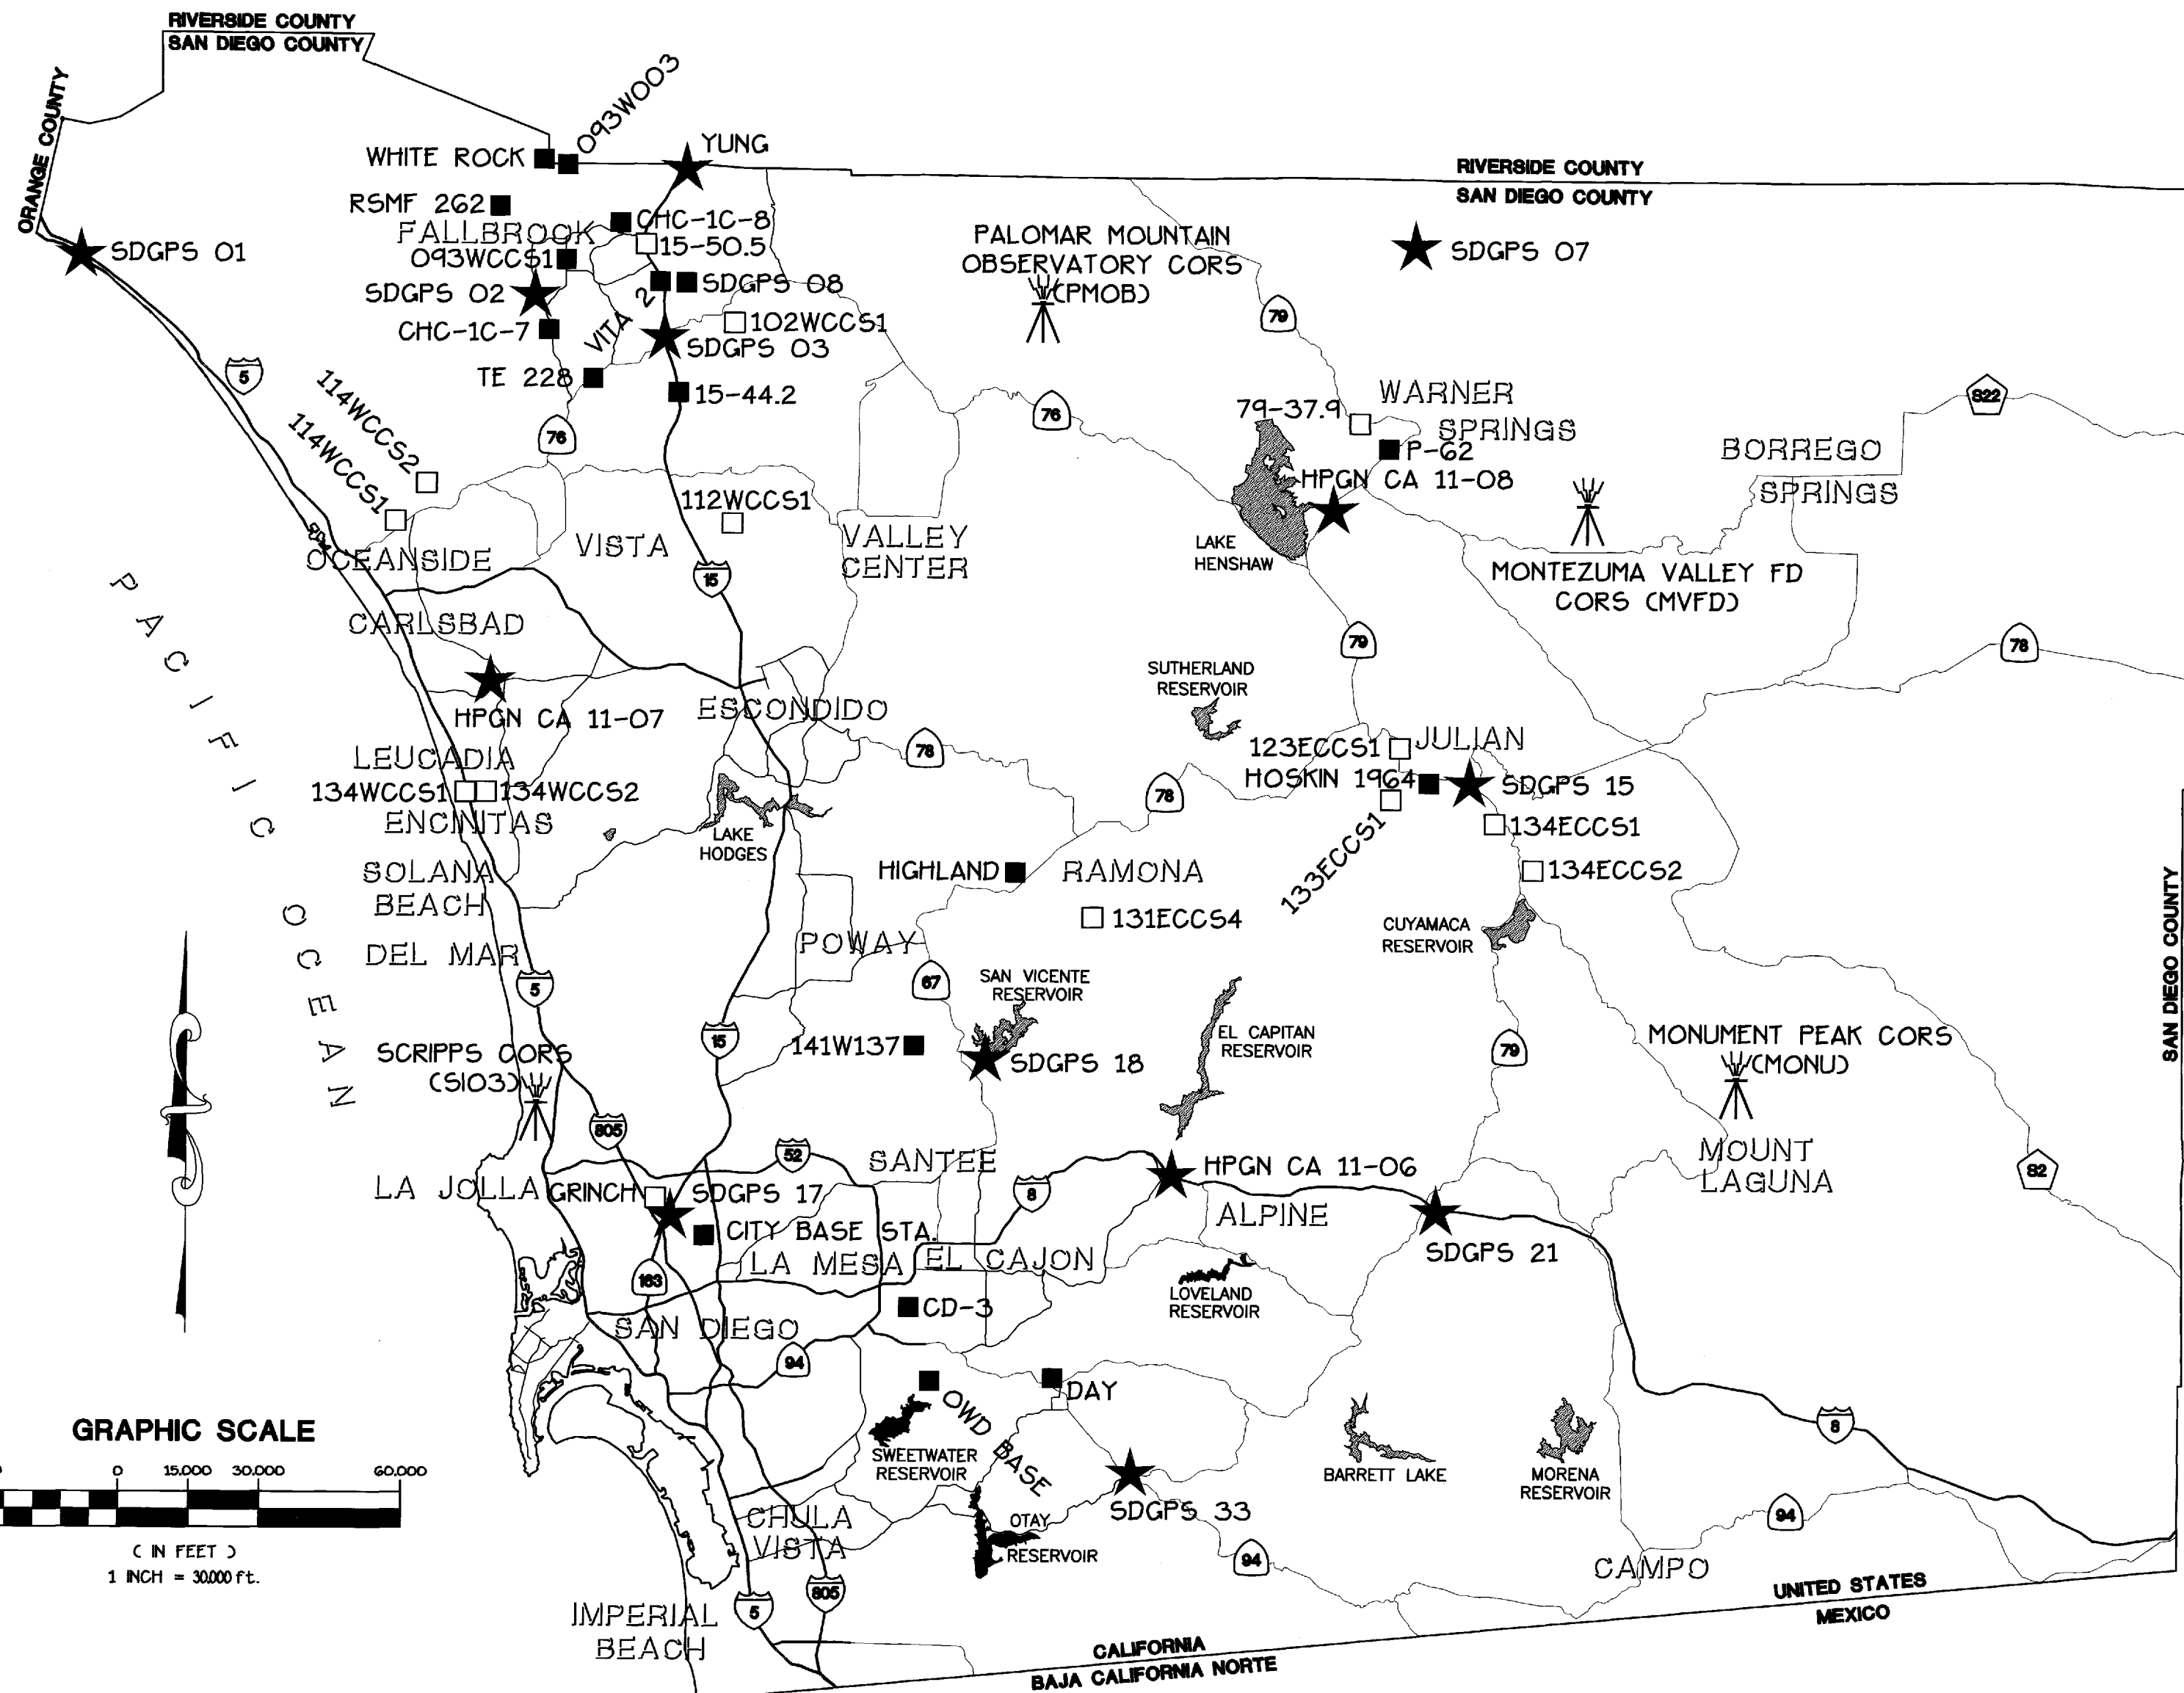 RIVERSIDE COUNTY
SAN DIEGO COUNTY
ORANGE COUNTY
093W003
WHITE ROCK
YUNG
RIVERSIDE COUNTY
SAN DIEGO COUNTY
RSMF 262
CHC-1C-8
FALLBROOK
15-50.5
093WCCS1
SDGPS 01
SDGPS 02
VITA 2
SDGPS 08
CHC-1C-7
102WCCS1
SDGPS 03
TE 228
15-44.2
PALOMAR MOUNTAIN
OBSERVATORY CORS
(PMOB)
SDGPS 07
79
5
114WCCS2
114WCCS1
76
76
79-37.9
WARNER
SPRINGS
P-62
HPGN CA 11-08
S22
BORREGO
SPRINGS
112WCCS1
OCEANSIDE
VISTA
VALLEY
CENTER
LAKE
HENSHAW
MONTEZUMA VALLEY FD
CORS (MVFD)
15
PACIFIC OCEAN
CARLSBAD
79
78
SUTHERLAND
RESERVOIR
HPGN CA 11-07
ESCONDIDO
78
LEUCADIA
134WCCS1
134WCCS2
ENCINITAS
123ECCS1
JULIAN
HOSKIN 1964
SDGPS 15
78
133ECCS1
134ECCS1
134ECCS2
LAKE
HODGES
SOLANA
BEACH
HIGHLAND
RAMONA
131ECCS4
CUYAMACA
RESERVOIR
SAN DIEGO COUNTY
DEL MAR
POWAY
5
67
SAN VICENTE
RESERVOIR
15
141W137
SDGPS 18
EL CAPITAN
RESERVOIR
79
MONUMENT PEAK CORS
(MONU)
SCRIPPS CORS
(SIO3)
805
52
SANTEE
8
HPGN CA 11-06
MOUNT
LAGUNA
S2
LA JOLLA
GRINCH
SDGPS 17
CITY BASE STA.
ALPINE
SDGPS 21
LA MESA
EL CAJON
163
LOVELAND
RESERVOIR
CD-3
SAN DIEGO
94
OWD BASE
DAY
GRAPHIC SCALE
0 15,000 30,000 60,000
( IN FEET )
1 INCH = 30,000 ft.
SWEETWATER
RESERVOIR
BARRETT LAKE
MORENA
RESERVOIR
8
SDGPS 33
CHULA
VISTA
OTAY
RESERVOIR
94
94
CAMPO
805
5
IMPERIAL
BEACH
UNITED STATES
MEXICO
CALIFORNIA
BAJA CALIFORNIA NORTE